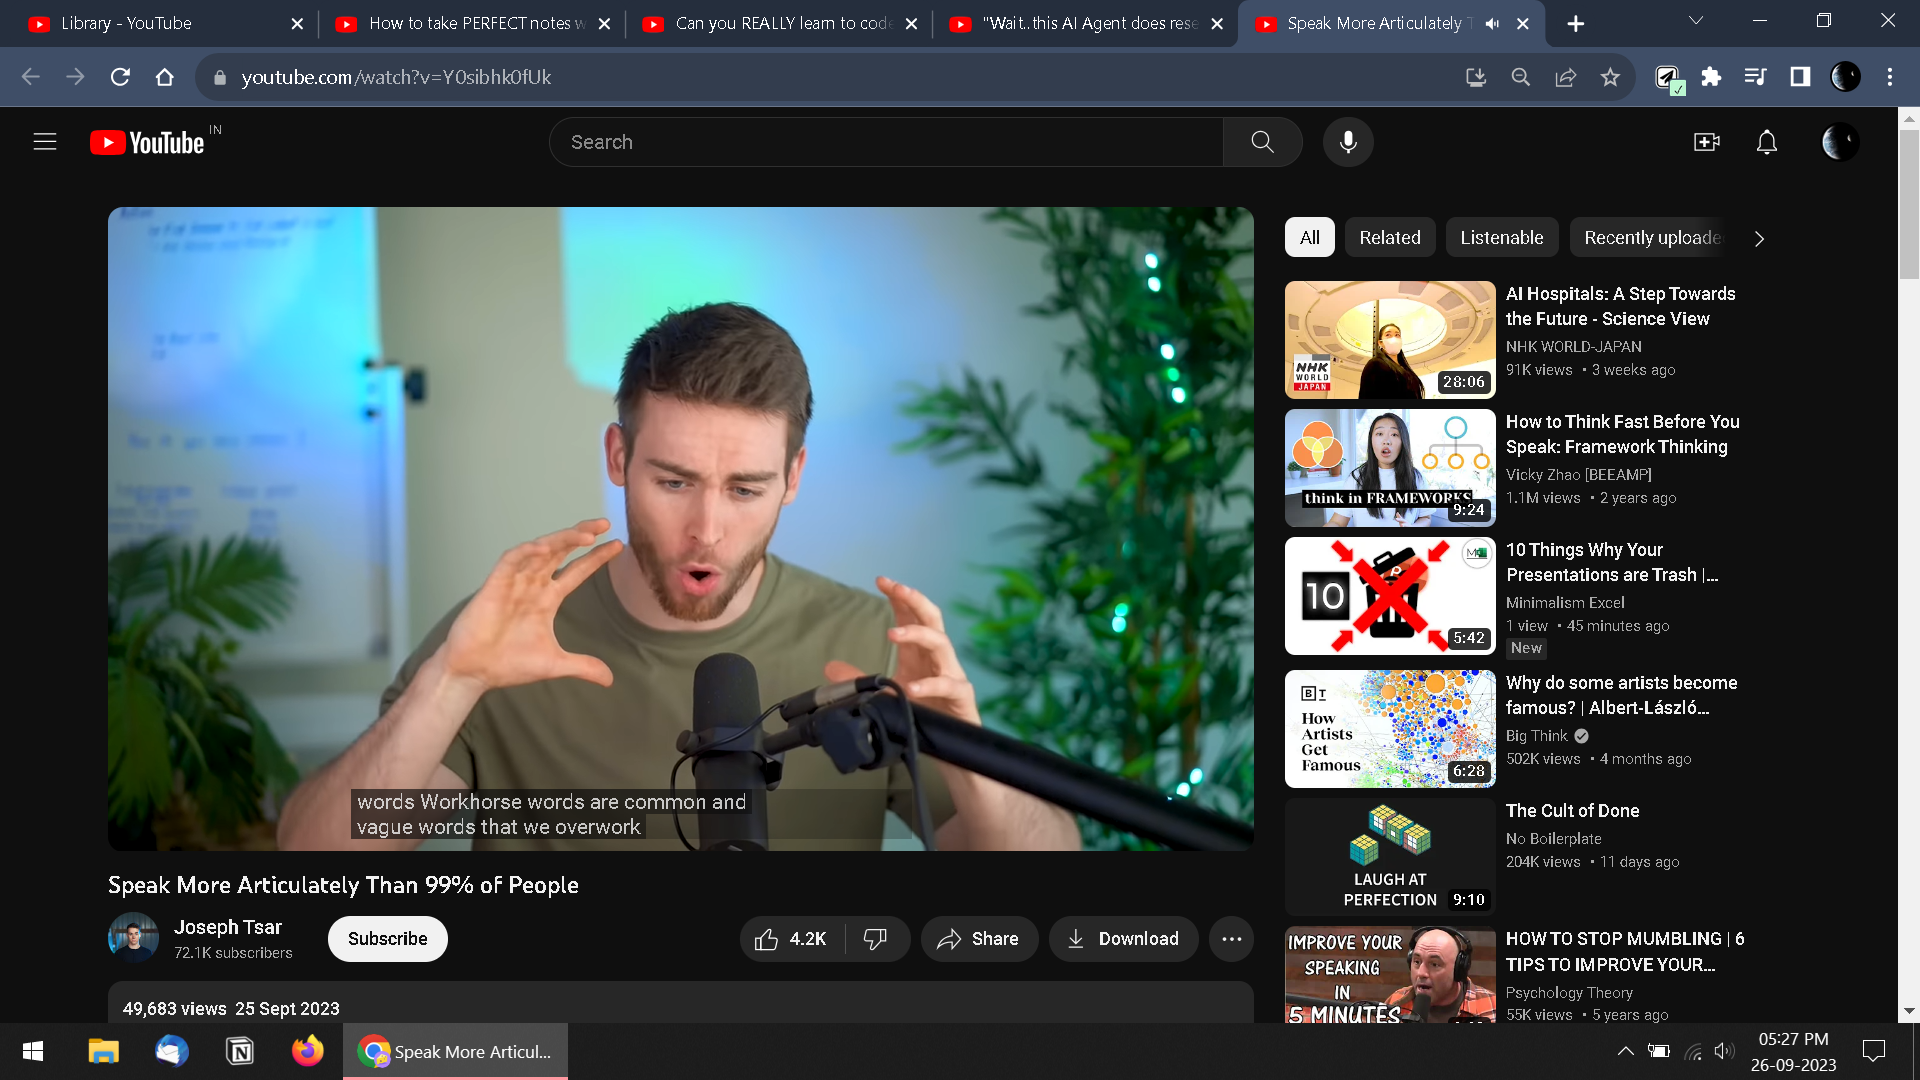 Library - YouTube
How to take PERFECT notes w
Can you REALLY learn to code
"Wait..this AI Agent does rese
Speak More Articulately T
youtube.com/watch?v=Y0sibhk0fUk
YouTube IN
Search
words Workhorse words are common and
vague words that we overwork
Speak More Articulately Than 99% of People
Joseph Tsar
72.1K subscribers
Subscribe
4.2K
Share
Download
49,683 views 25 Sept 2023
All
Related
Listenable
Recently uploade
NHK
WORLD
JAPAN
28:06
AI Hospitals: A Step Towards
the Future - Science View
NHK WORLD-JAPAN
91K views • 3 weeks ago
think in FRAMEWORKS
9:24
How to Think Fast Before You
Speak: Framework Thinking
Vicky Zhao [BEEAMP]
1.1M views • 2 years ago
10
5:42
10 Things Why Your
Presentations are Trash |...
Minimalism Excel
1 view • 45 minutes ago
New
B T
How
Artists
Get
Famous
6:28
Why do some artists become
famous? | Albert-László...
Big Think
502K views • 4 months ago
LAUGH AT
PERFECTION
9:10
The Cult of Done
No Boilerplate
204K views • 11 days ago
IMPROVE YOUR
SPEAKING
IN
5 MINUTES
HOW TO STOP MUMBLING | 6
TIPS TO IMPROVE YOUR...
Psychology Theory
55K views • 5 years ago
Speak More Articul...
05:27 PM
26-09-2023